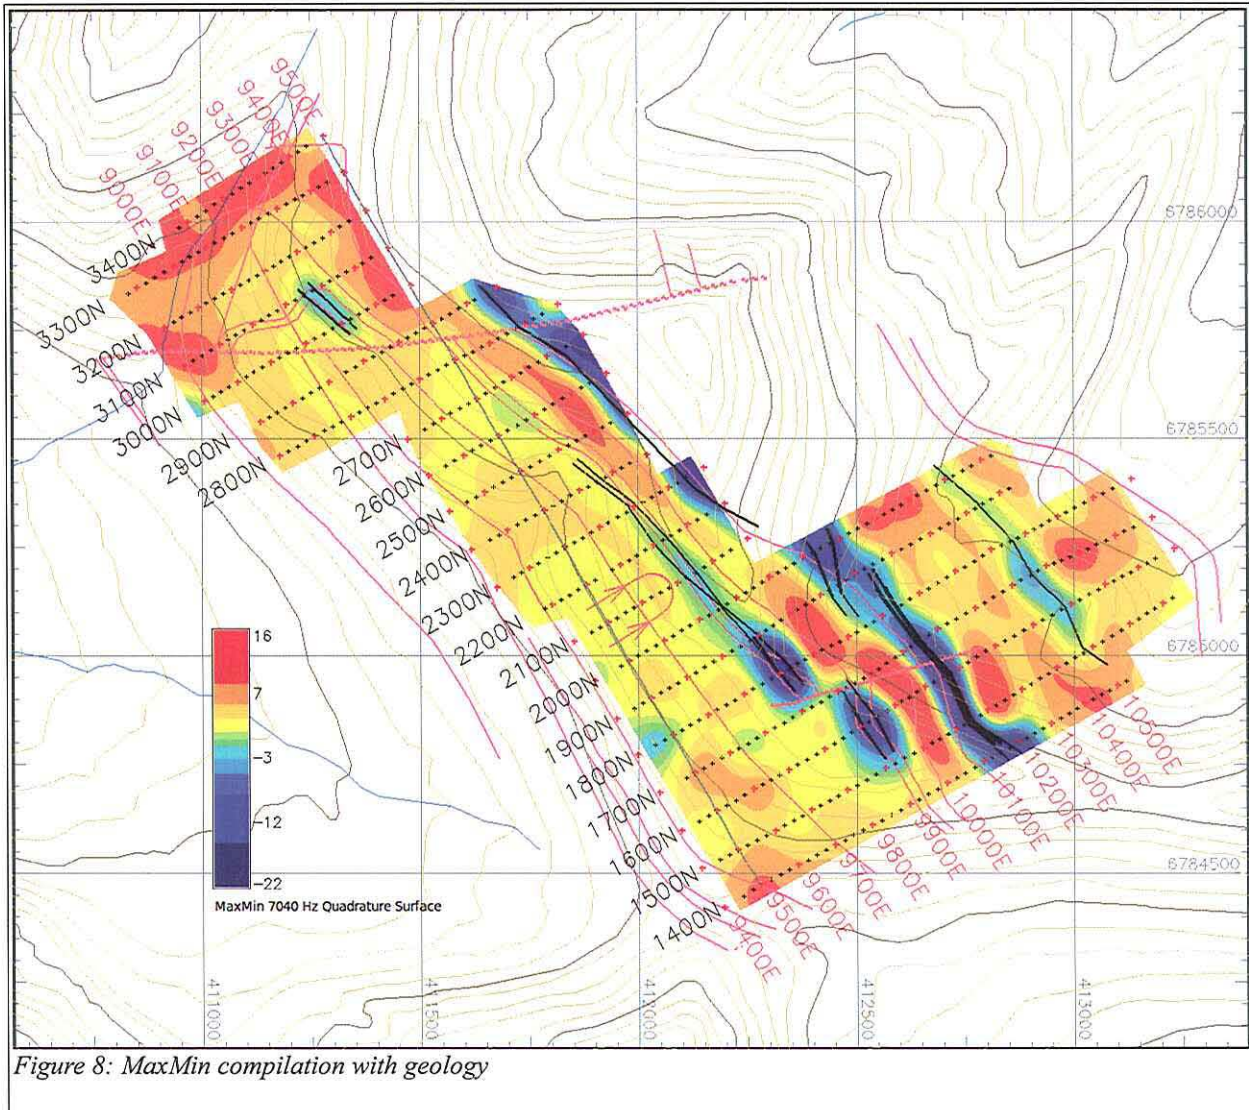 9500E
9400E
9300E
9200E
9100E
9000E
3400N
3300N
3200N
3100N
3000N
2900N
2800N
2700N
2600N
2500N
2400N
2300N
2200N
2100N
2000N
1900N
1800N
1700N
1600N
1500N
1400N
9400E
9500E
9600E
9700E
9800E
9900E
10000E
10100E
10200E
10300E
10400E
10500E
6786000
6785500
6785000
6784500
411000
411500
412000
412500
413000
16
7
-3
-12
-22
MaxMin 7040 Hz Quadrature Surface
Figure 8: MaxMin compilation with geology